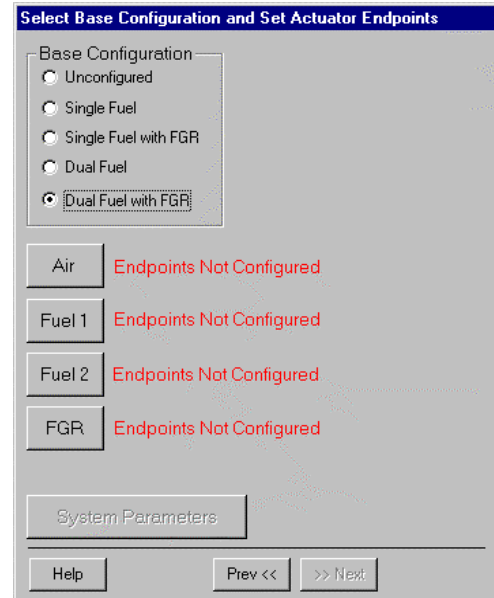 Select Base Configuration and Set Actuator Endpoints
Base Configuration
Unconfigured
Single Fuel
Single Fuel with FGR
Dual Fuel
Dual Fuel with FGR
Air Endpoints Not Configured
Fuel 1 Endpoints Not Configured
Fuel 2 Endpoints Not Configured
FGR Endpoints Not Configured
System Parameters
Help Prev << >> Next